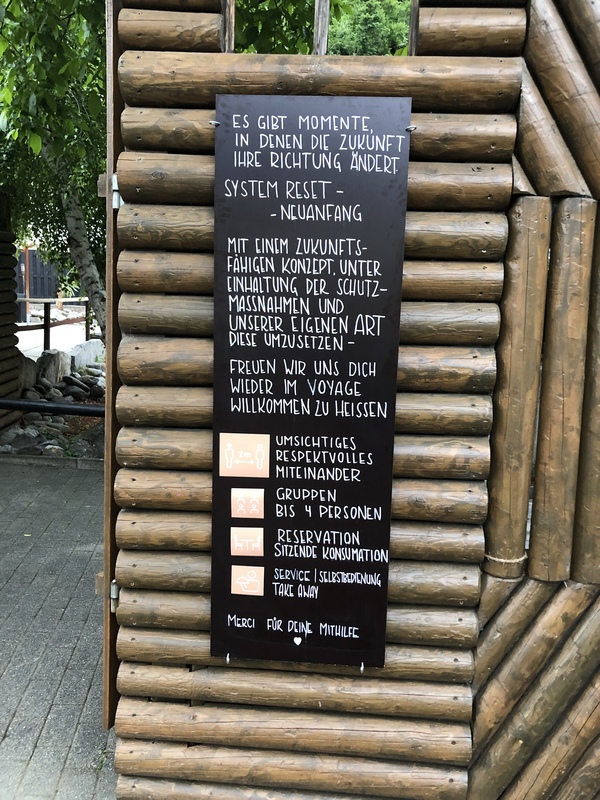 ES GIBT MOMENTE,
IN DENEN DIE ZUKUNFT
IHRE RICHTUNG ÄNDERT.
SYSTEM RESET -
- NEUANFANG
MIT EINEM ZUKUNFTS-
FÄHIGEN KONZEPT, UNTER
EINHALTUNG DER SCHUTZ-
MASSNAHMEN UND
UNSERER EIGENEN ART
DIESE UMZUSETZEN -
FREUEN WIR UNS DICH
WIEDER IM VOYAGE
WILLKOMMEN ZU HEISSEN
2m
UMSICHTIGES
RESPEKTVOLLES
MITEINANDER
GRUPPEN
BIS 4 PERSONEN
RESERVATION
SITZENDE KONSUMATION
SERVICE | SELBSTBEDIENUNG
TAKE AWAY
MERCI FÜR DEINE MITHILFE